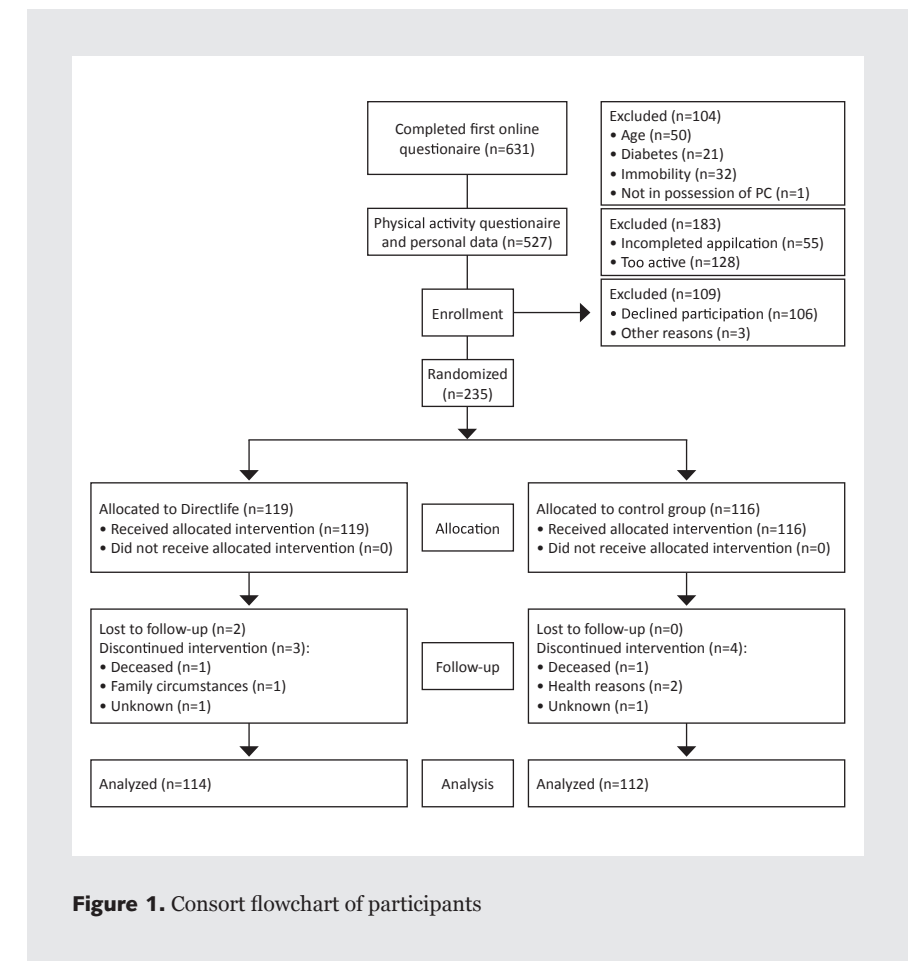 Completed first online
questionaire (n=631)
Excluded (n=104)
• Age (n=50)
• Diabetes (n=21)
• Immobility (n=32)
• Not in possession of PC (n=1)
Physical activity questionaire
and personal data (n=527)
Excluded (n=183)
• Incompleted appilcation (n=55)
• Too active (n=128)
Enrollment
Excluded (n=109)
• Declined participation (n=106)
• Other reasons (n=3)
Randomized
(n=235)
Allocated to Directlife (n=119)
• Received allocated intervention (n=119)
• Did not receive allocated intervention (n=0)
Allocation
Allocated to control group (n=116)
• Received allocated intervention (n=116)
• Did not receive allocated intervention (n=0)
Lost to follow-up (n=2)
Discontinued intervention (n=3):
• Deceased (n=1)
• Family circumstances (n=1)
• Unknown (n=1)
Follow-up
Lost to follow-up (n=0)
Discontinued intervention (n=4):
• Deceased (n=1)
• Health reasons (n=2)
• Unknown (n=1)
Analyzed (n=114)
Analysis
Analyzed (n=112)
Figure 1. Consort flowchart of participants